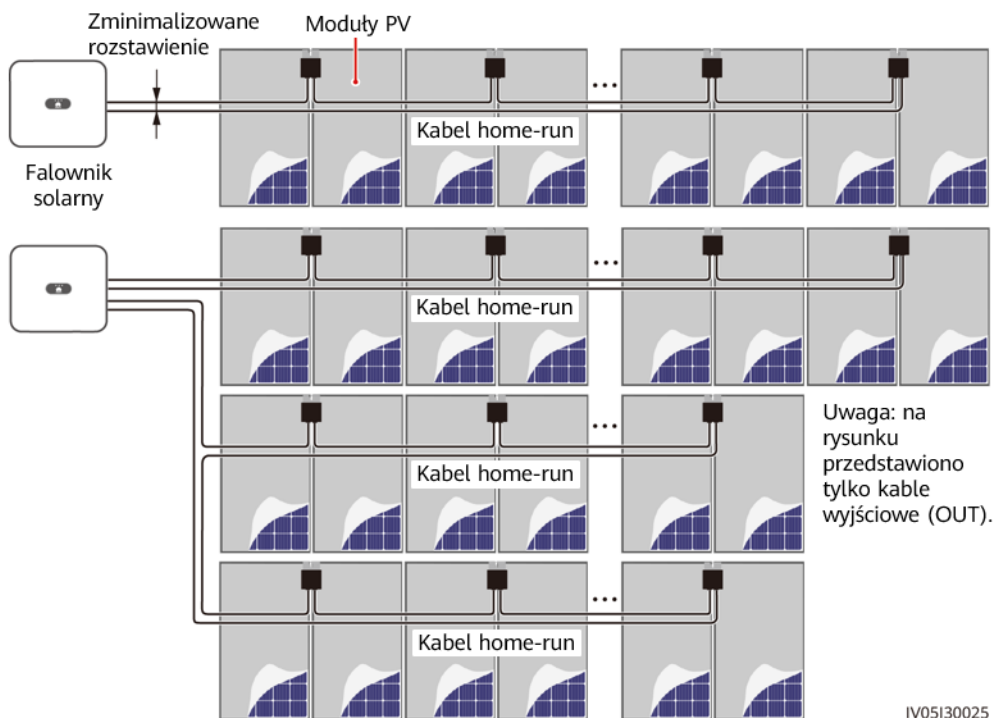 Zminimalizowane
rozstawienie
Moduły PV
...
Kabel home-run
Falownik
solarny
...
Kabel home-run
Uwaga: na
rysunku
przedstawiono
tylko kable
wyjściowe (OUT).
...
Kabel home-run
...
Kabel home-run
IV05I30025